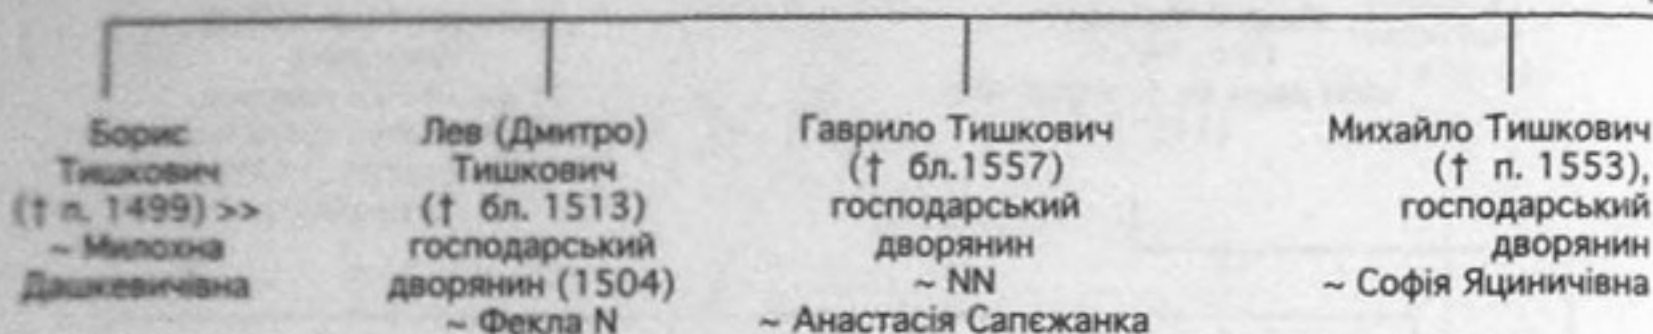 Борис
Тишкович
(† п. 1499) >>
~ Милохна
Дашкевичівна
Лев (Дмитро)
Тишкович
(† бл. 1513)
господарський
дворянин (1504)
~ Фекла N
Гаврило Тишкович
(† бл.1557)
господарський
дворянин
~ NN
~ Анастасія Сапєжанка
Михайло Тишкович
(† п. 1553),
господарський
дворянин
~ Софія Яциничівна